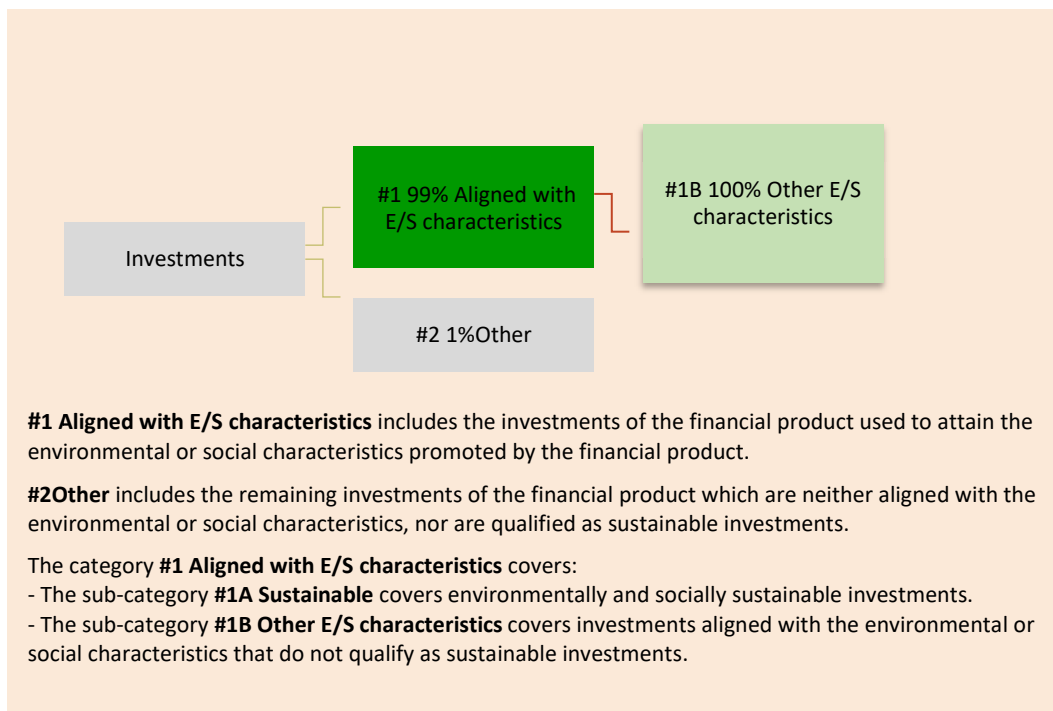 #1 99% Aligned with
E/S characteristics
#1B 100% Other E/S
characteristics
Investments
#2 1%Other
#1 Aligned with E/S characteristics includes the investments of the financial product used to attain the
environmental or social characteristics promoted by the financial product.
#2Other includes the remaining investments of the financial product which are neither aligned with the
environmental or social characteristics, nor are qualified as sustainable investments.
The category #1 Aligned with E/S characteristics covers:
- The sub-category #1A Sustainable covers environmentally and socially sustainable investments.
- The sub-category #1B Other E/S characteristics covers investments aligned with the environmental or
social characteristics that do not qualify as sustainable investments.